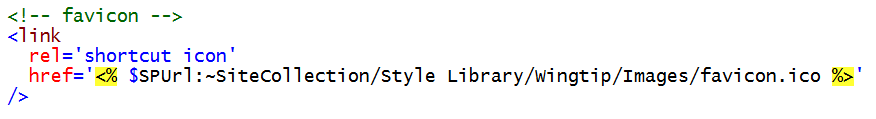 <!-- favicon -->
<link
rel='shortcut icon'
href='<% $SPUrl:~SiteCollection/Style Library/Wingtip/Images/favicon.ico %>'
/>